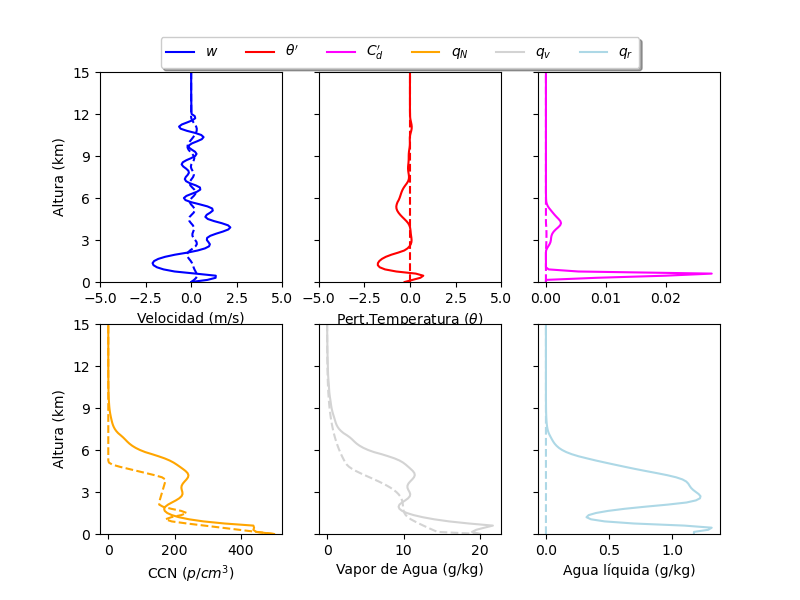 w θ′ C′d qN qv qr
15
12
9
6
3
0
Altura (km)
−5.0 −2.5 0.0 2.5 5.0
Velocidad (m/s)
−5.0 −2.5 0.0 2.5 5.0
Pert.Temperatura (θ)
0.00 0.01 0.02
15
12
9
6
3
0
Altura (km)
0 200 400
CCN (p/cm³)
0 10 20
Vapor de Agua (g/kg)
0.0 0.5 1.0
Agua líquida (g/kg)